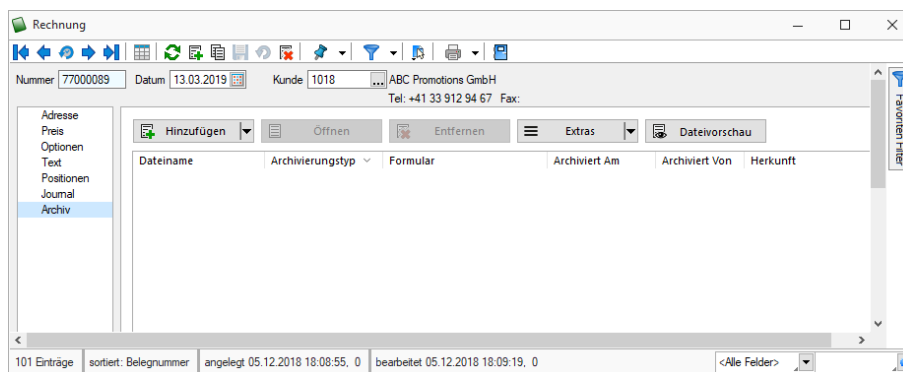 Rechnung
Nummer 77000089 Datum 13.03.2019 Kunde 1018 ... ABC Promotions GmbH
Tel: +41 33 912 94 67 Fax:
Favoriten Filter
Adresse
Preis
Optionen
Text
Positionen
Journal
Archiv
Hinzufügen Öffnen Entfernen Extras Dateivorschau
Dateiname Archivierungstyp Formular Archiviert Am Archiviert Von Herkunft
101 Einträge sortiert: Belegnummer angelegt 05.12.2018 18:08:55, 0 bearbeitet 05.12.2018 18:09:19, 0 <Alle Felder>